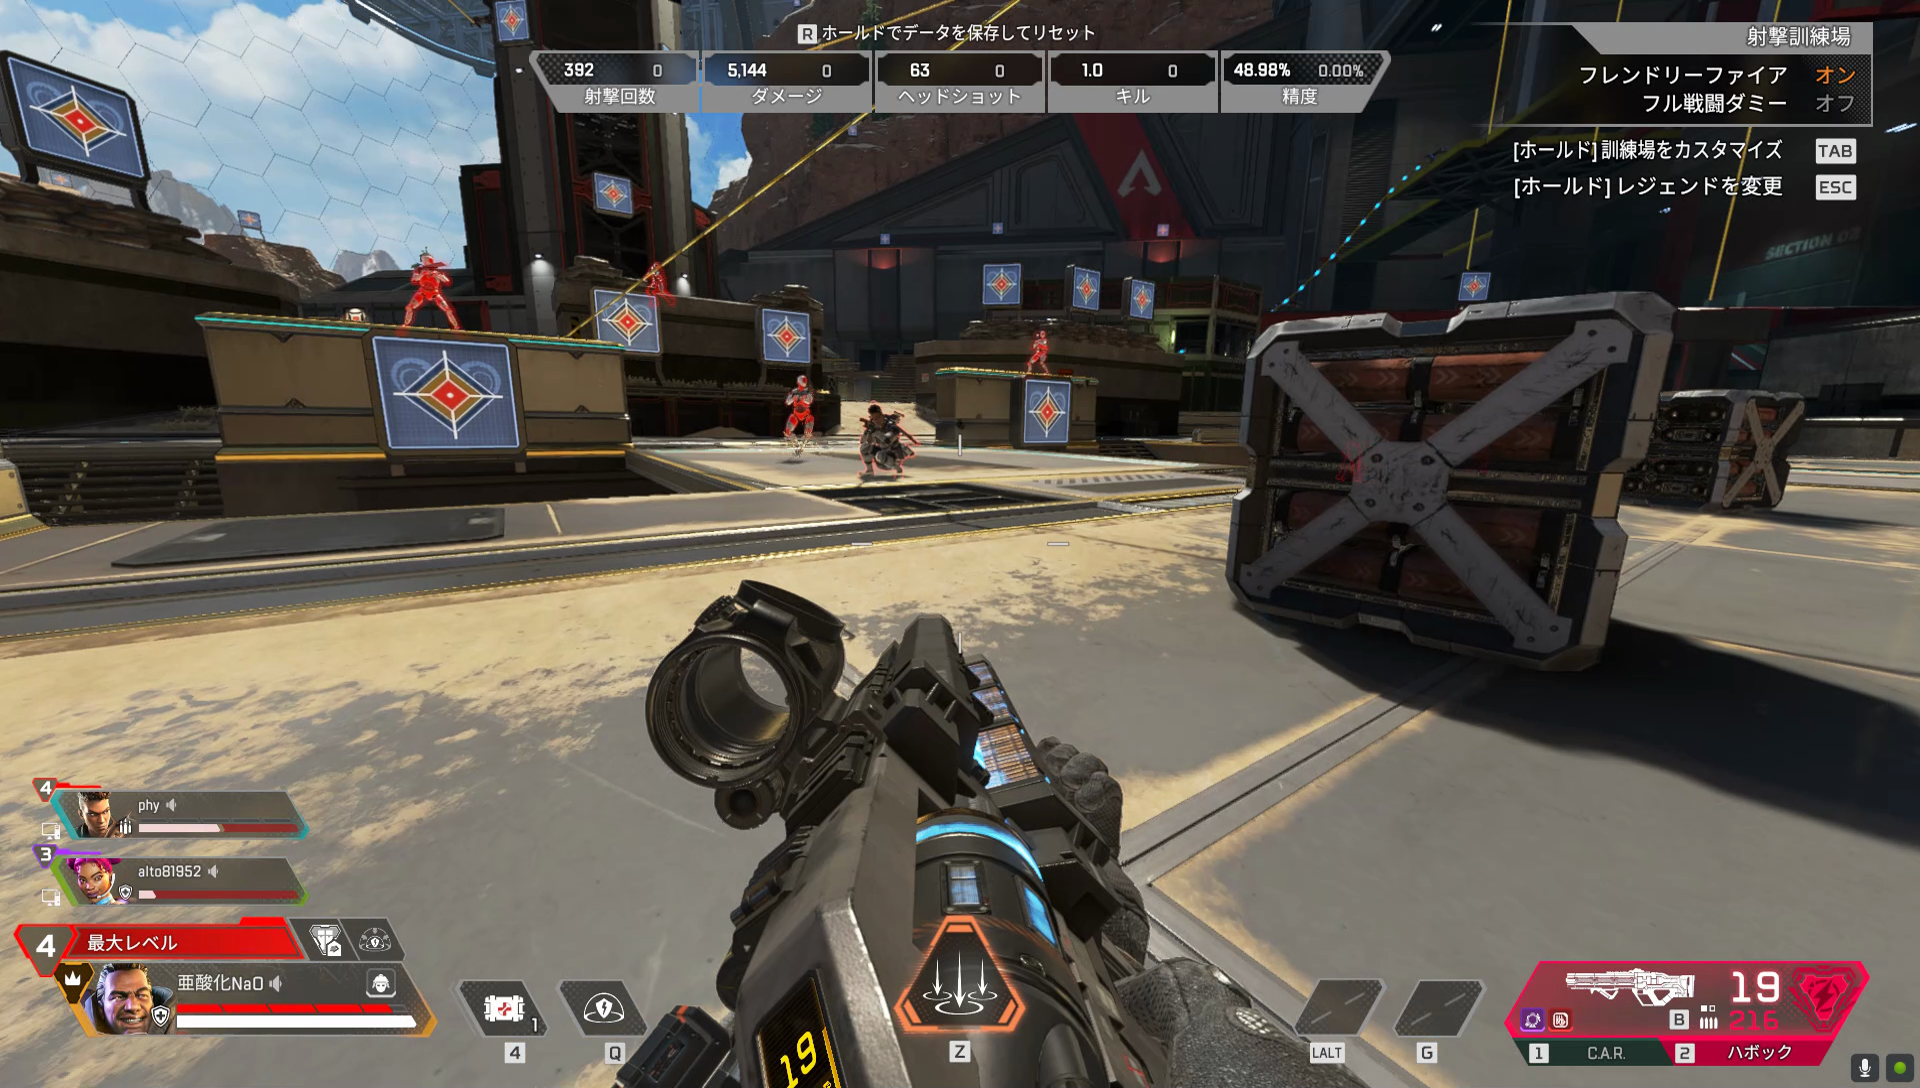 R ホールドでデータを保存してリセット
392 0
射撃回数
5,144 0
ダメージ
63 0
ヘッドショット
1.0 0
キル
48.98% 0.00%
精度
射撃訓練場
フレンドリーファイア オン
フル戦闘ダミー オフ
[ホールド] 訓練場をカスタマイズ TAB
[ホールド] レジェンドを変更 ESC
SECTION 02
4
phy
3
alto81952
4 最大レベル
亜酸化NaO
1
4
Q
Z
19
LALT
G
19
B 216
1 C.A.R.
2 ハボック